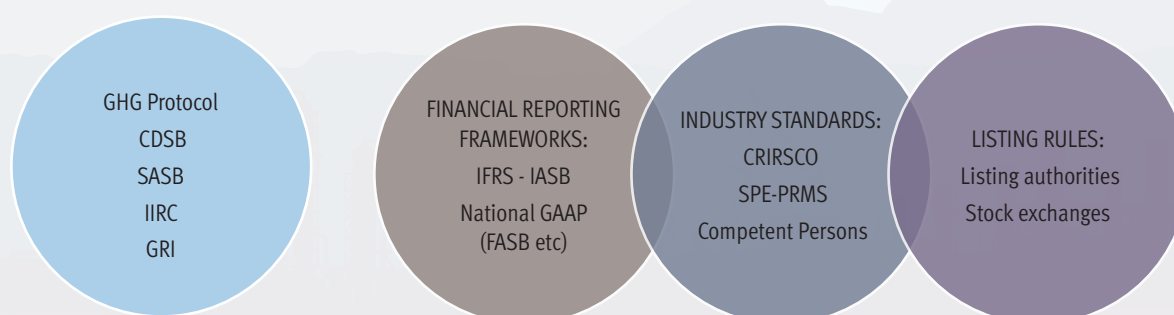 GHG Protocol
CDSB
SASB
IIRC
GRI
FINANCIAL REPORTING
FRAMEWORKS:
IFRS - IASB
National GAAP
(FASB etc)
INDUSTRY STANDARDS:
CRIRSCO
SPE-PRMS
Competent Persons
LISTING RULES:
Listing authorities
Stock exchanges